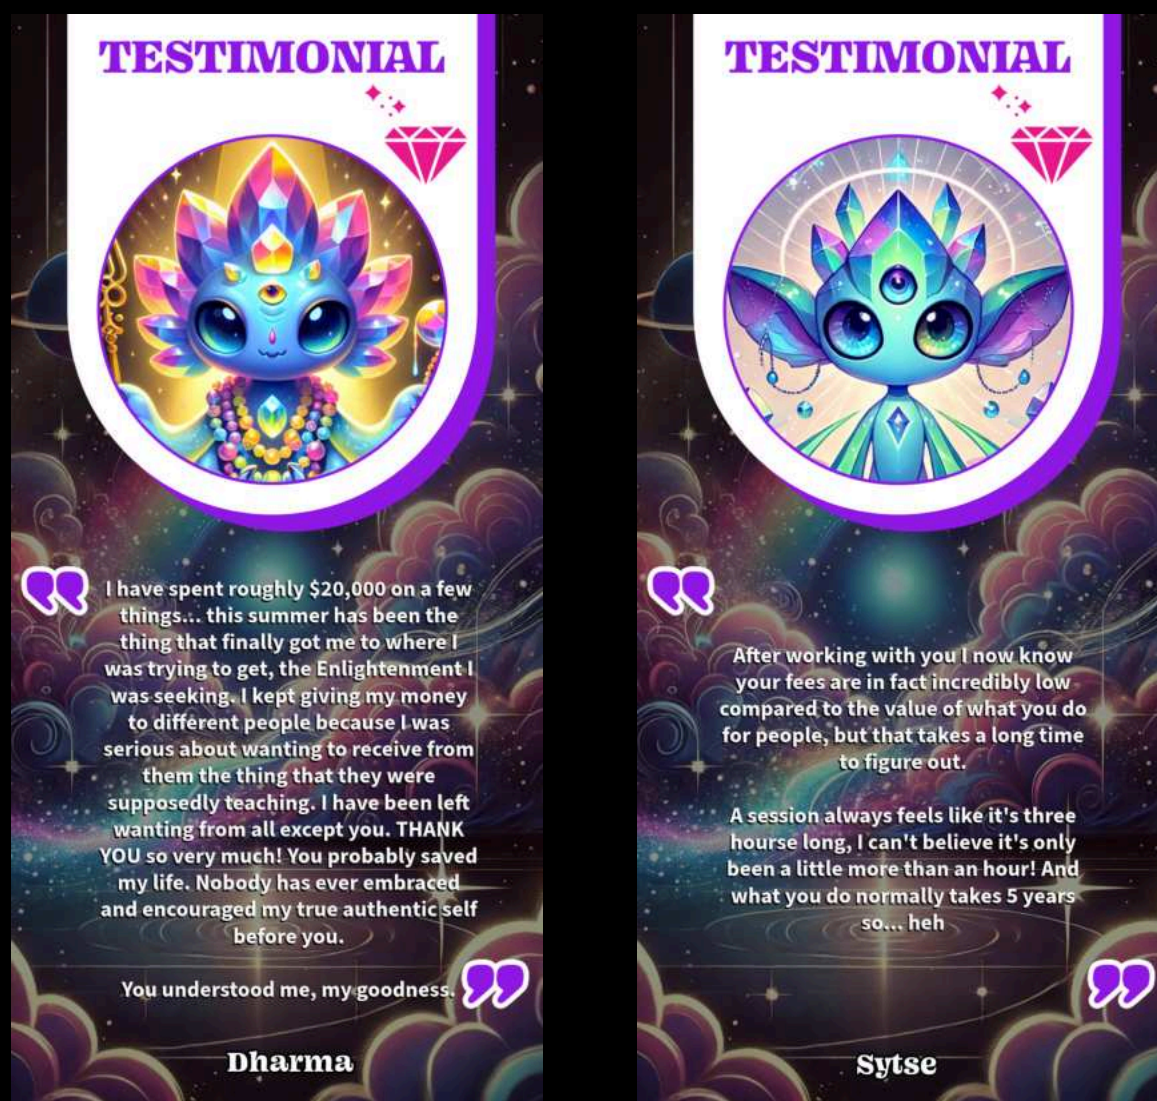 TESTIMONIAL
I have spent roughly $20,000 on a few
things... this summer has been the
thing that finally got me to where I
was trying to get, the Enlightenment I
was seeking. I kept giving my money
to different people because I was
serious about wanting to receive from
them the thing that they were
supposedly teaching. I have been left
wanting from all except you. THANK
YOU so very much! You probably saved
my life. Nobody has ever embraced
and encouraged my true authentic self
before you.
You understood me, my goodness.
Dharma
TESTIMONIAL
After working with you I now know
your fees are in fact incredibly low
compared to the value of what you do
for people, but that takes a long time
to figure out.
A session always feels like it's three
hourse long, I can't believe it's only
been a little more than an hour! And
what you do normally takes 5 years
so... heh
Sytse